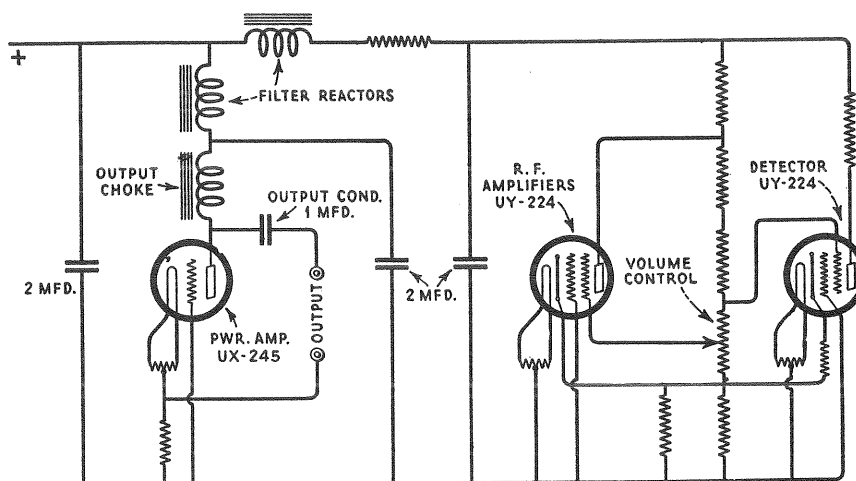 +
FILTER REACTORS
OUTPUT
CHOKE
OUTPUT COND.
1 MFD.
R.F.
AMPLIFIERS
UY-224
DETECTOR
UY-224
2 MFD.
2 MFD.
VOLUME
CONTROL
OUTPUT
PWR. AMP.
UX-245